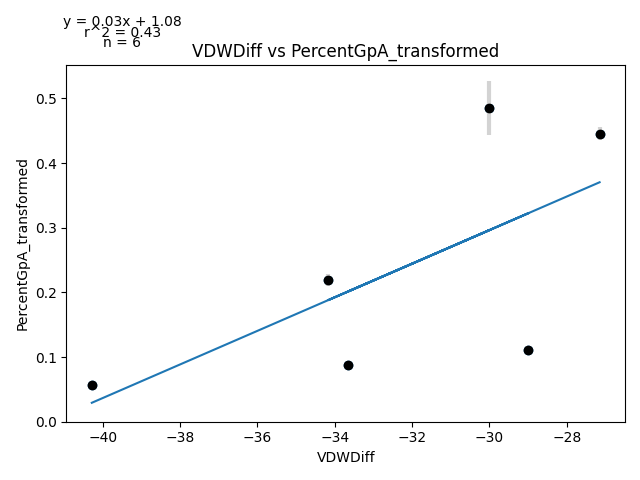 y = 0.03x + 1.08
r^2 = 0.43
n = 6
VDWDiff vs PercentGpA_transformed
PercentGpA_transformed
0.5
0.4
0.3
0.2
0.1
0.0
−40
−38
−36
−34
−32
−30
−28
VDWDiff